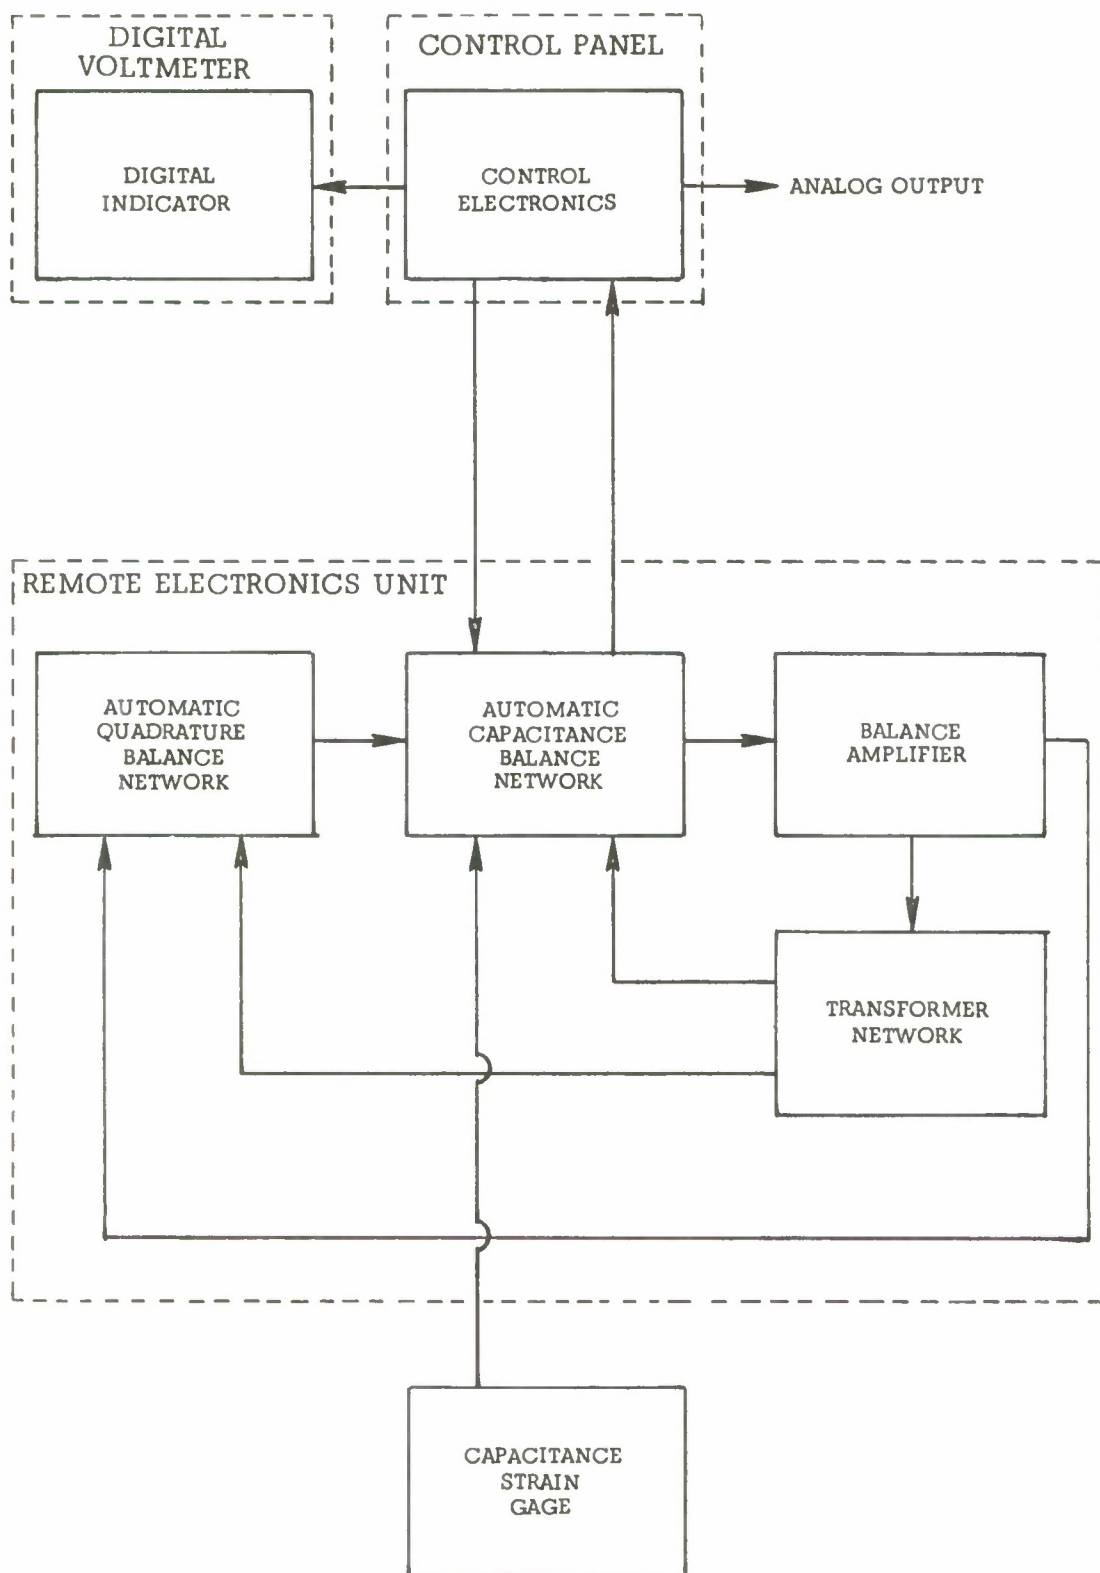 DIGITAL
VOLTMETER
CONTROL PANEL
DIGITAL
INDICATOR
CONTROL
ELECTRONICS
ANALOG OUTPUT
REMOTE ELECTRONICS UNIT
AUTOMATIC
QUADRATURE
BALANCE
NETWORK
AUTOMATIC
CAPACITANCE
BALANCE
NETWORK
BALANCE
AMPLIFIER
TRANSFORMER
NETWORK
CAPACITANCE
STRAIN
GAGE